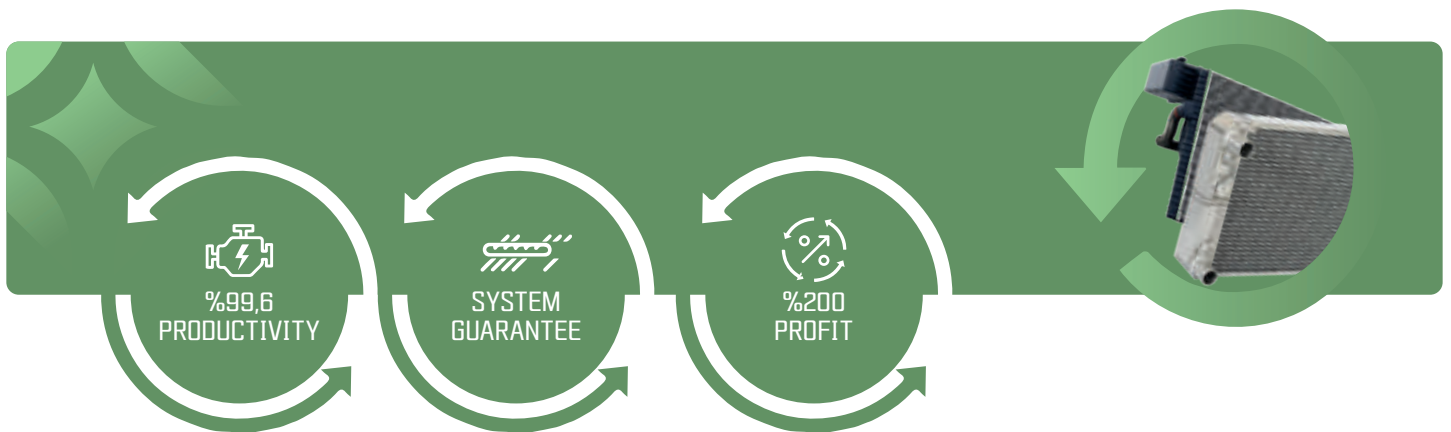 %99,6
PRODUCTIVITY
SYSTEM
GUARANTEE
%200
PROFIT